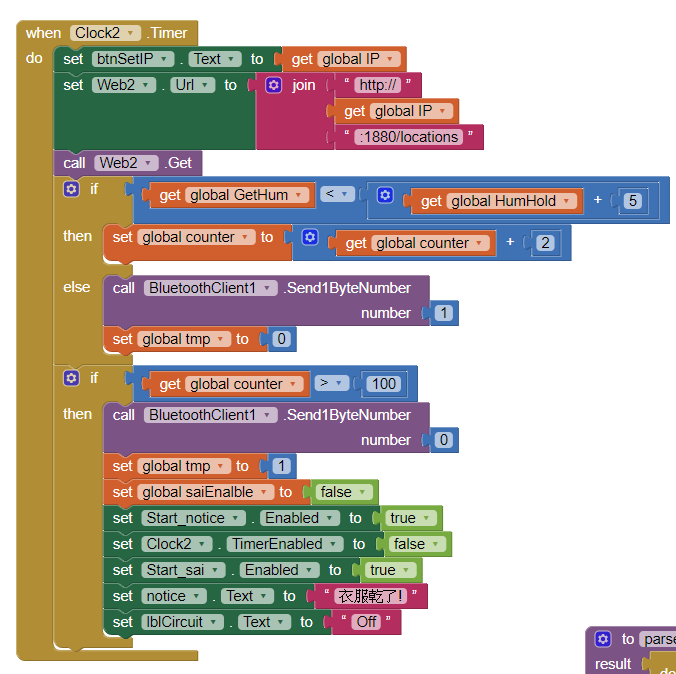 when Clock2 .Timer
do set btnSetIP . Text to get global IP
set Web2 . Url to join " http:// "
get global IP
" :1880/locations "
call Web2 .Get
if get global GetHum < get global HumHold + 5
then set global counter to get global counter + 2
else call BluetoothClient1 .Send1ByteNumber
number 1
set global tmp to 0
if get global counter > 100
then call BluetoothClient1 .Send1ByteNumber
number 0
set global tmp to 1
set global saiEnalble to false
set Start_notice . Enabled to true
set Clock2 . TimerEnabled to false
set Start_sai . Enabled to true
set notice . Text to " 衣服乾了! "
set lblCircuit . Text to " Off "
to parse
result do